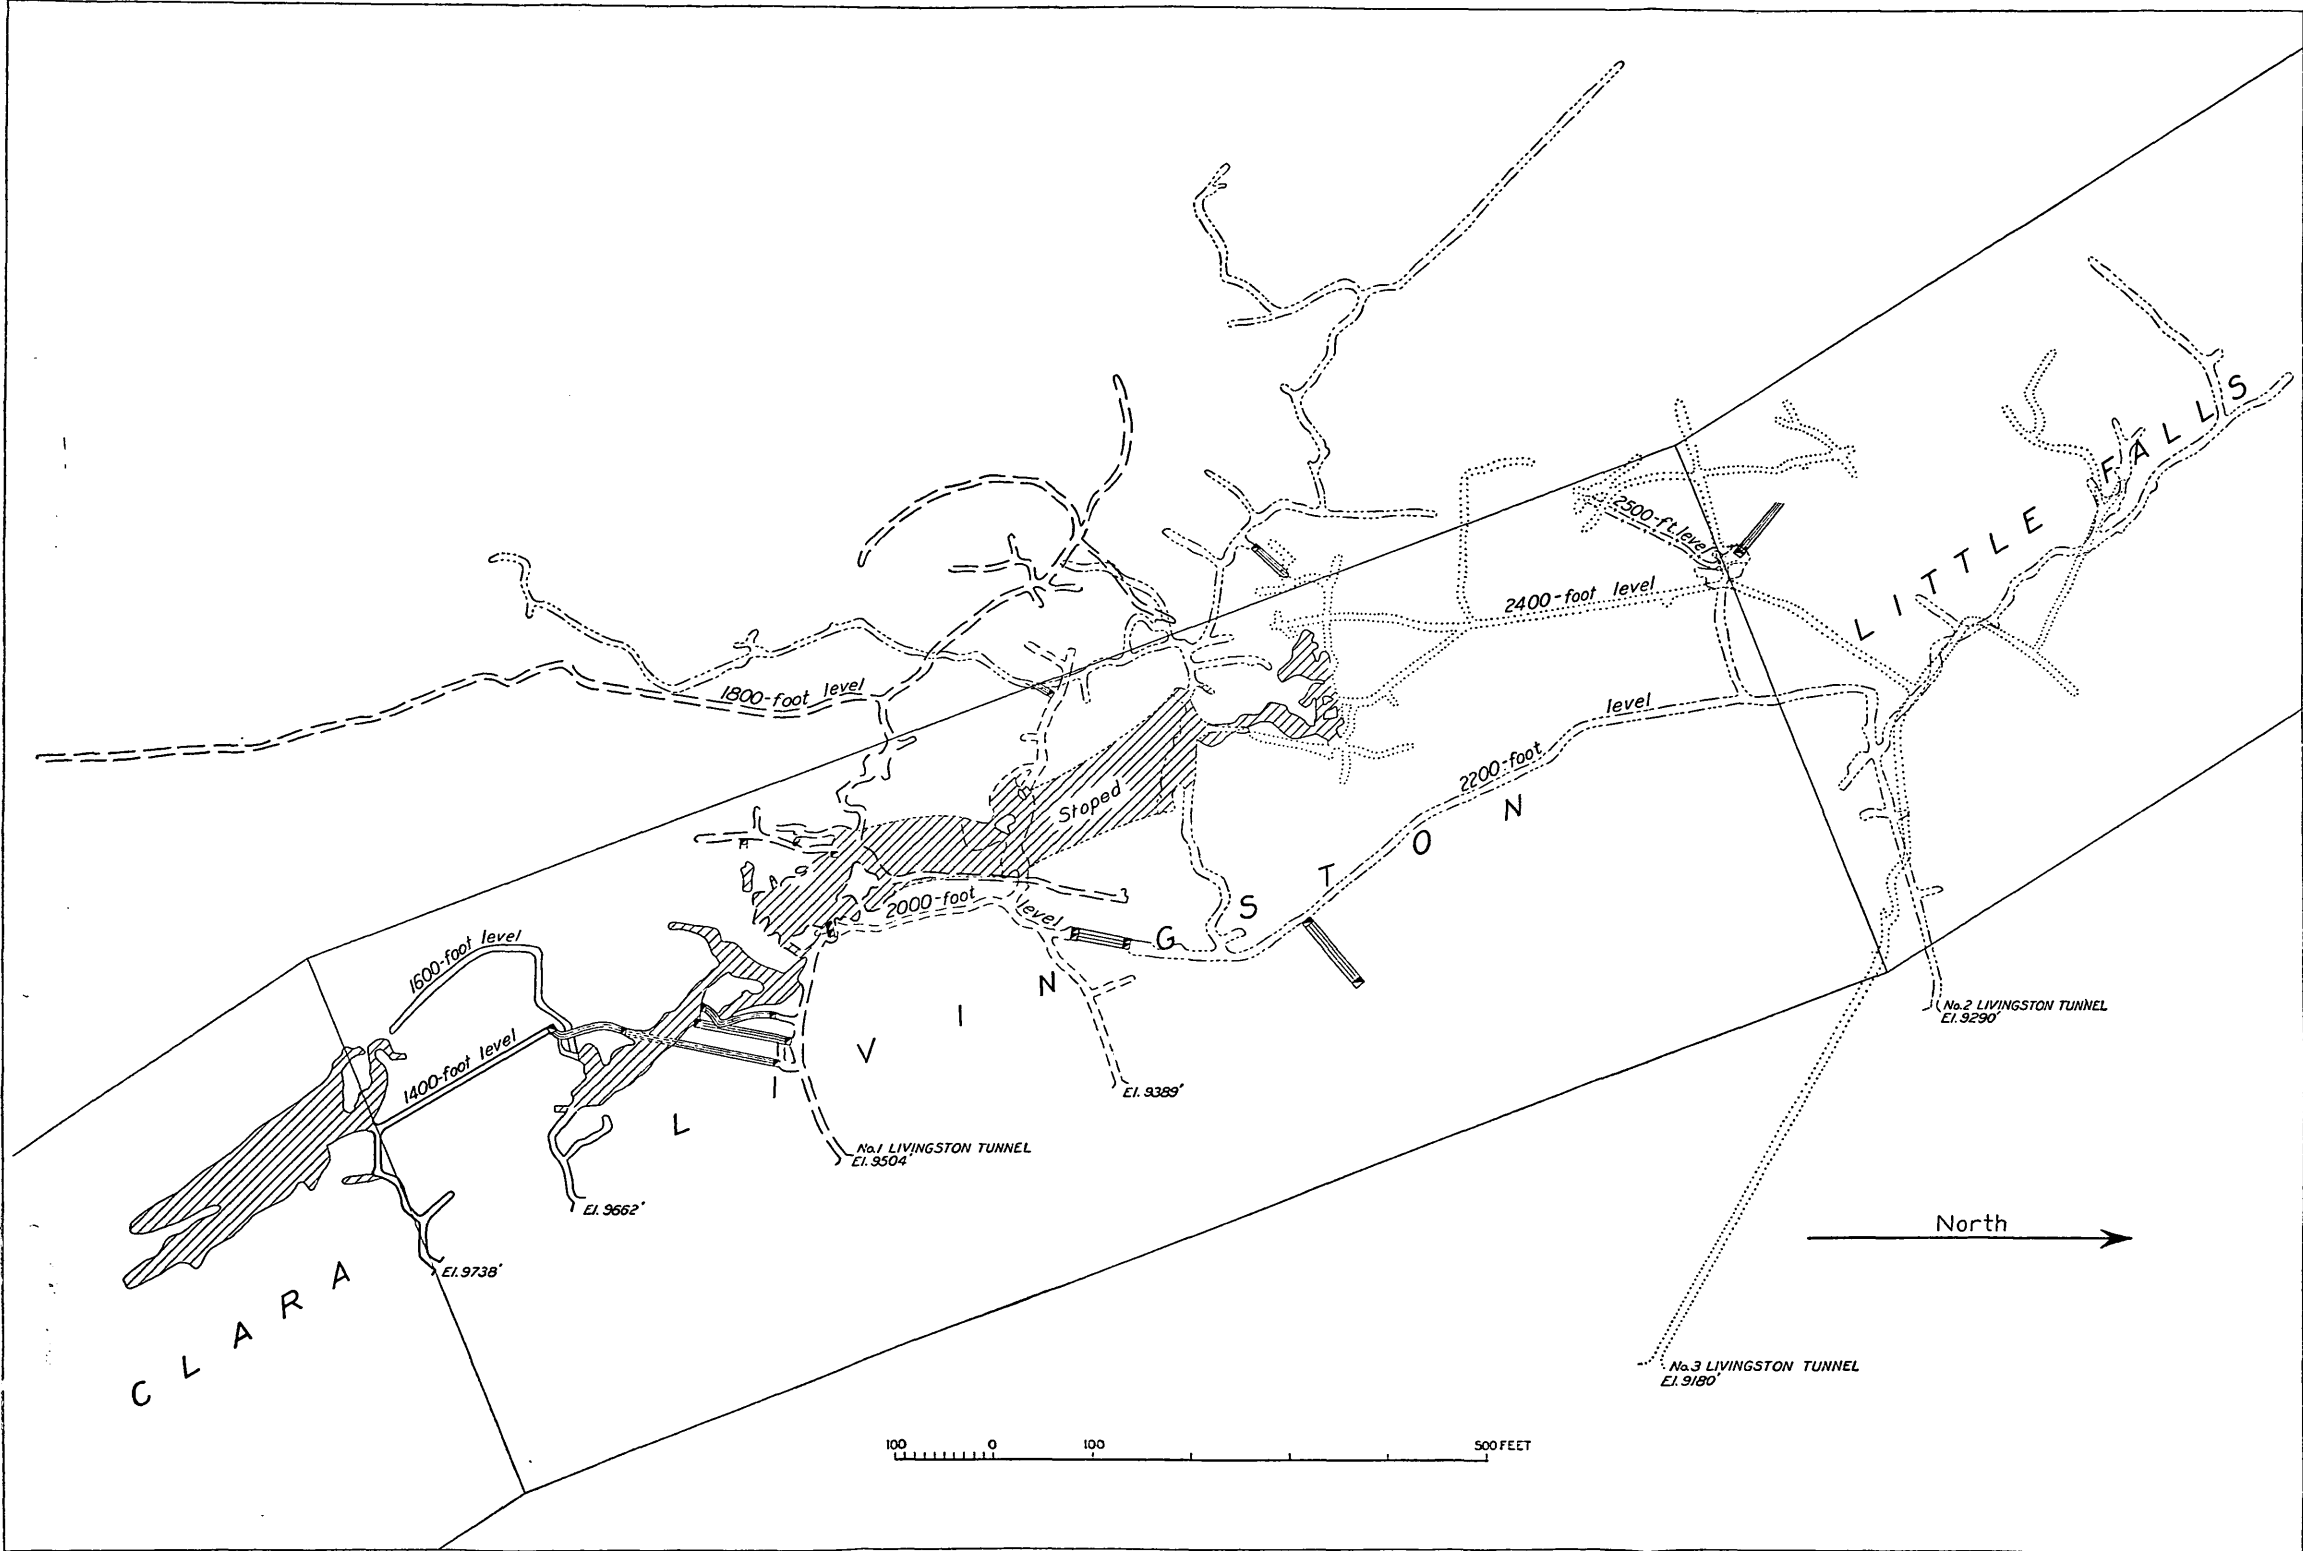 LITTLE FALLS
2500-ft.level
2400-foot level
1800-foot level
level
2200-foot
Stoped
2000-foot
level
LIVINGSTON
1600-foot level
1400-foot level
No.2 LIVINGSTON TUNNEL
El.9290'
El.9389'
No.1 LIVINGSTON TUNNEL
El.9504'
El.9662'
El.9738'
CLARA
North
No.3 LIVINGSTON TUNNEL
El.9180'
100 0 100 500 FEET